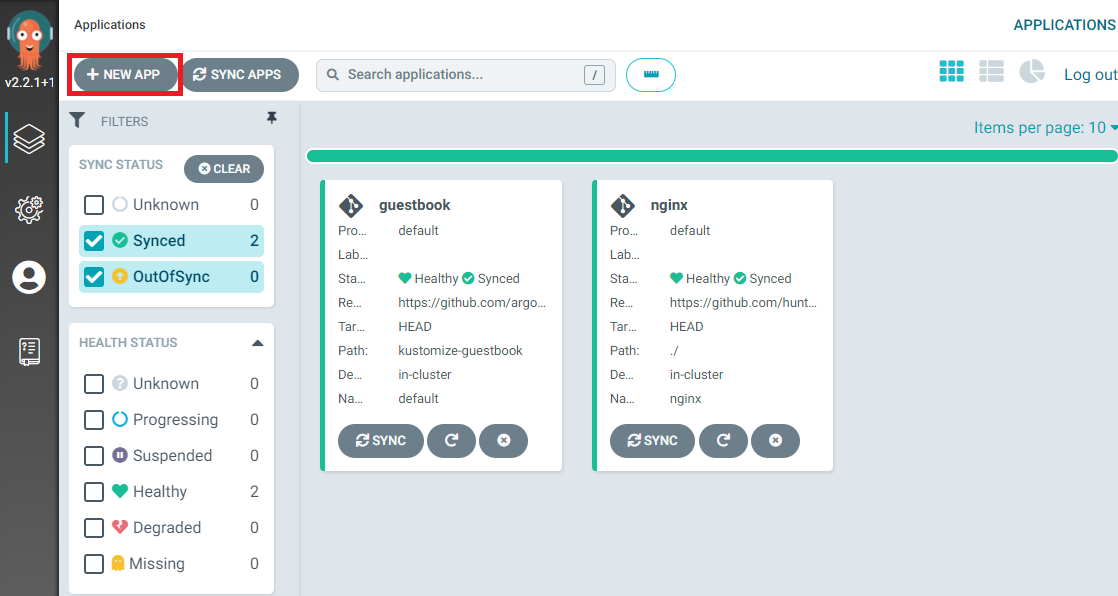 Applications
APPLICATIONS
v2.2.1+1
NEW APP
SYNC APPS
Search applications...
/
Log out
FILTERS
Items per page: 10
SYNC STATUS
CLEAR
Unknown 0
Synced 2
OutOfSync 0
HEALTH STATUS
Unknown 0
Progressing 0
Suspended 0
Healthy 2
Degraded 0
Missing 0
guestbook
Pro... default
Lab...
Sta... Healthy Synced
Re... https://github.com/argo...
Tar... HEAD
Path: kustomize-guestbook
De... in-cluster
Na... default
SYNC
nginx
Pro... default
Lab...
Sta... Healthy Synced
Re... https://github.com/hunt...
Tar... HEAD
Path: ./
De... in-cluster
Na... nginx
SYNC